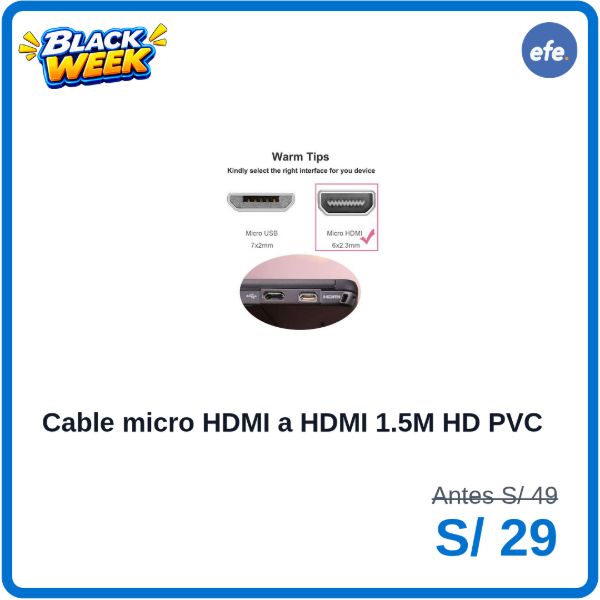 BLACK
WEEK
efe.
Warm Tips
Kindly select the right interface for you device
Micro USB
7x2mm
Micro HDMI
6x2.3mm
HDMI
Cable micro HDMI a HDMI 1.5M HD PVC
Antes S/ 49
S/ 29